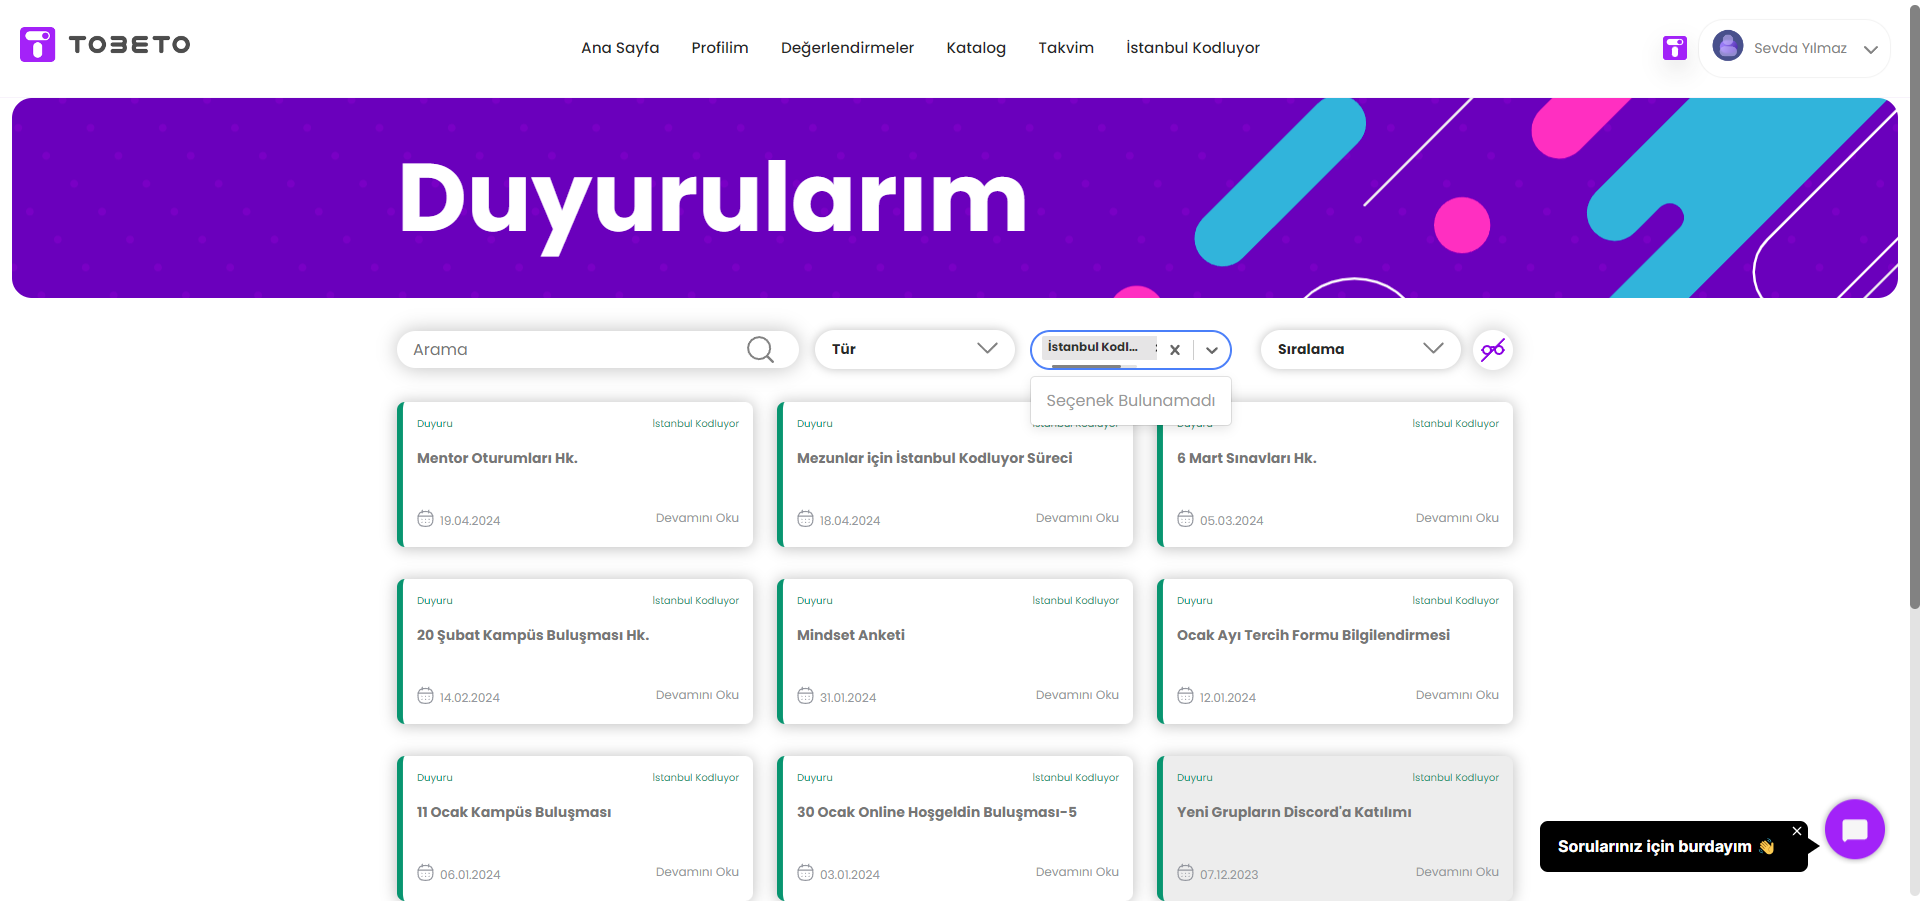 TOBETO
Ana Sayfa Profilim Değerlendirmeler Katalog Takvim İstanbul Kodluyor
Sevda Yılmaz
Duyurularım
Arama
Tür
İstanbul Kodl...
Sıralama
Seçenek Bulunamadı
Duyuru İstanbul Kodluyor
Mentor Oturumları Hk.
19.04.2024 Devamını Oku
Duyuru İstanbul Kodluyor
Mezunlar için İstanbul Kodluyor Süreci
18.04.2024 Devamını Oku
Duyuru İstanbul Kodluyor
6 Mart Sınavları Hk.
05.03.2024 Devamını Oku
Duyuru İstanbul Kodluyor
20 Şubat Kampüs Buluşması Hk.
14.02.2024 Devamını Oku
Duyuru İstanbul Kodluyor
Mindset Anketi
31.01.2024 Devamını Oku
Duyuru İstanbul Kodluyor
Ocak Ayı Tercih Formu Bilgilendirmesi
12.01.2024 Devamını Oku
Duyuru İstanbul Kodluyor
11 Ocak Kampüs Buluşması
06.01.2024 Devamını Oku
Duyuru İstanbul Kodluyor
30 Ocak Online Hoşgeldin Buluşması-5
03.01.2024 Devamını Oku
Duyuru İstanbul Kodluyor
Yeni Grupların Discord'a Katılımı
07.12.2023 Devamını Oku
Sorularınız için burdayım 👋